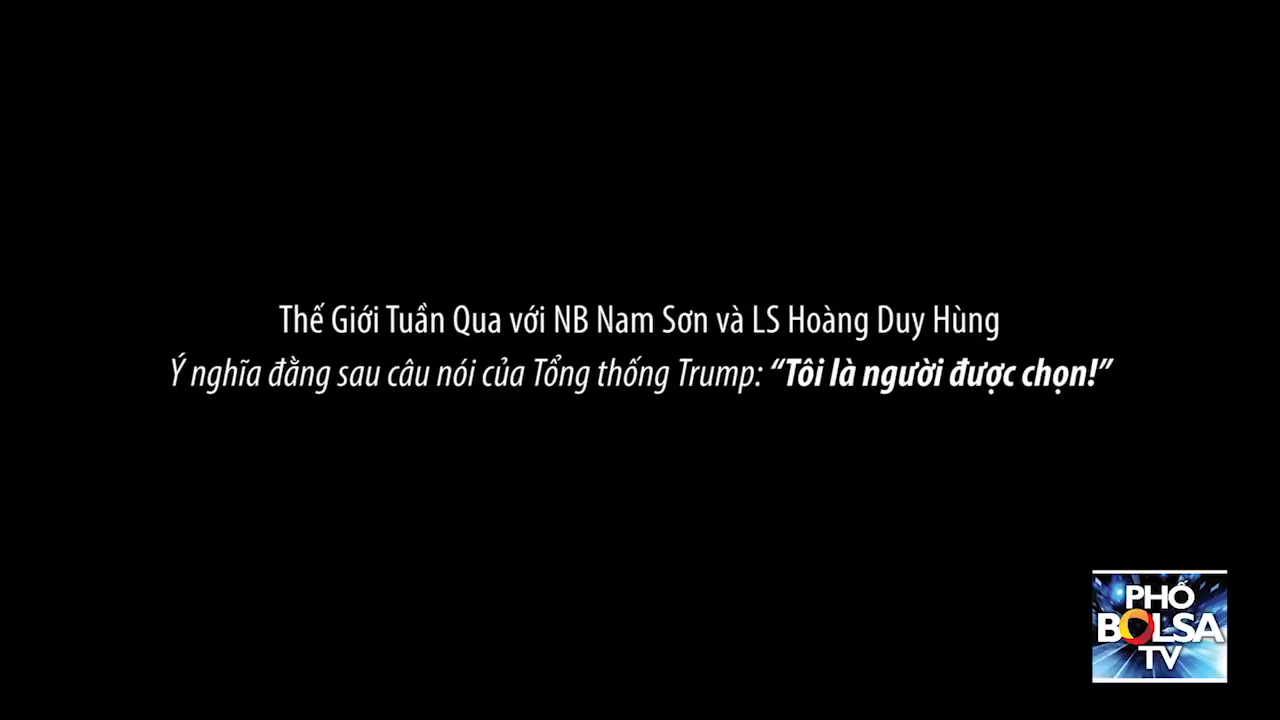 Thế Giới Tuần Qua với NB Nam Sơn và LS Hoàng Duy Hùng
Ý nghĩa đằng sau câu nói của Tổng thống Trump: “Tôi là người được chọn!”
PHỐ
BOLSA
TV